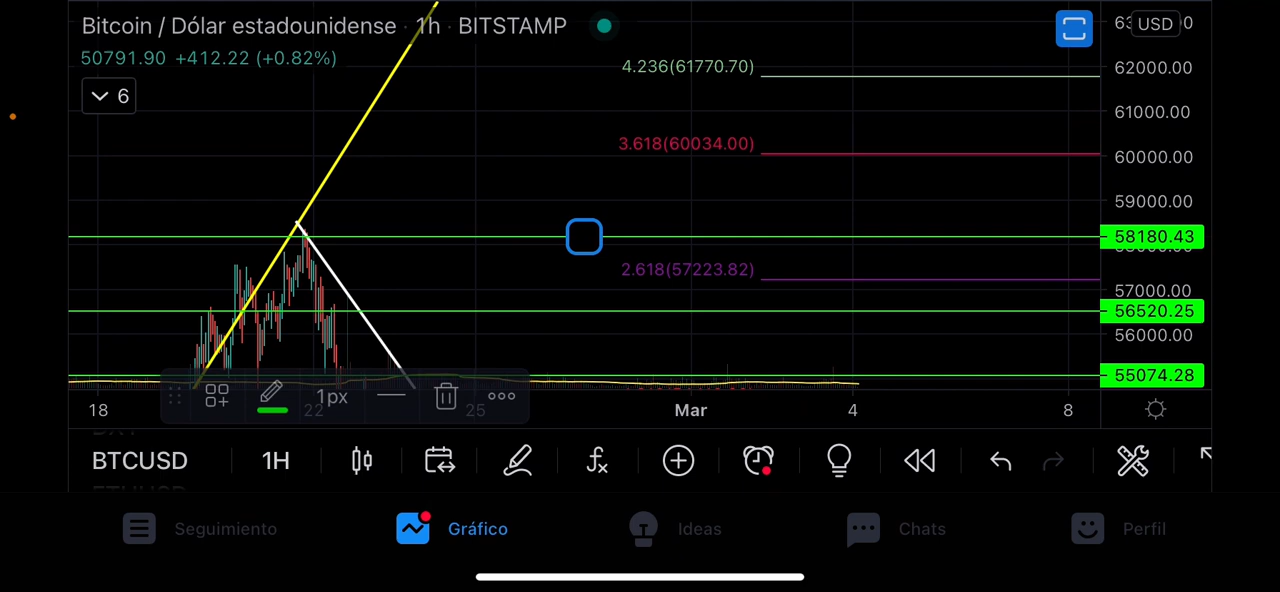 Bitcoin / Dólar estadounidense · 1h · BITSTAMP
USD
50791.90 +412.22 (+0.82%)
6
4.236(61770.70)
62000.00
61000.00
3.618(60034.00)
60000.00
59000.00
58180.43
2.618(57223.82)
57000.00
56520.25
56000.00
55074.28
1px
18
22
25
Mar
4
8
BTCUSD
1H
Seguimiento
Gráfico
Ideas
Chats
Perfil